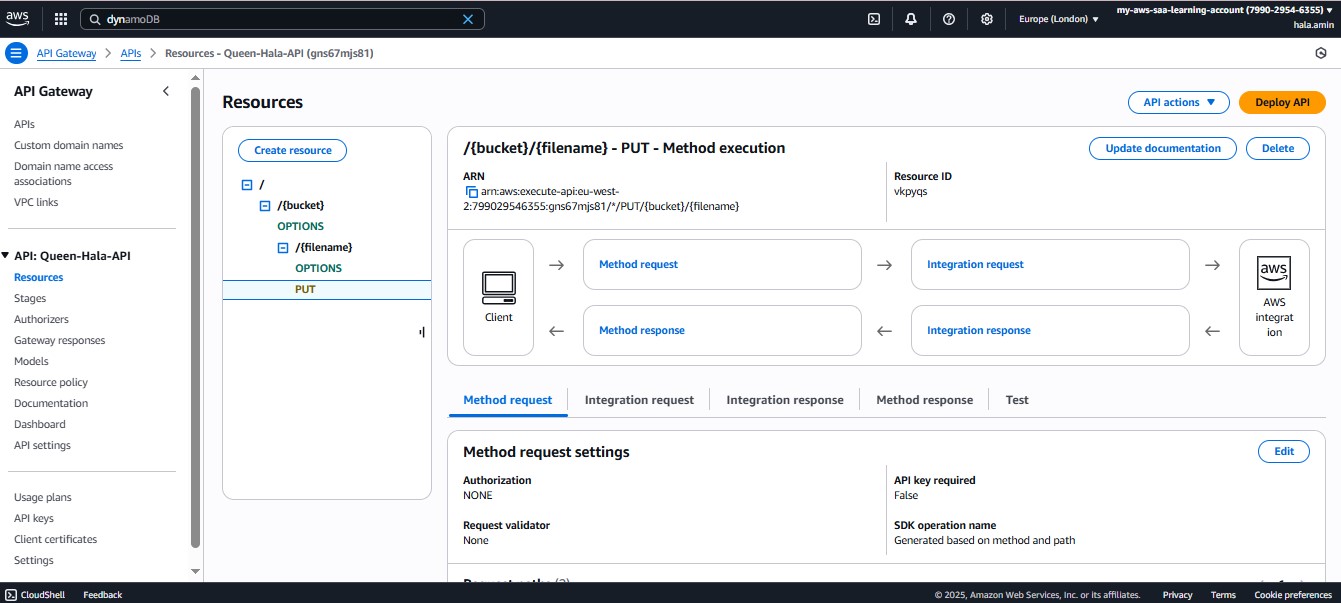 aws
dynamoDB
Europe (London)
my-aws-saa-learning-account (7990-2954-6355)
hala.amin
API Gateway
APIs
Resources - Queen-Hala-API (gns67mjs81)
API Gateway
APIs
Custom domain names
Domain name access
associations
VPC links
API: Queen-Hala-API
Resources
Stages
Authorizers
Gateway responses
Models
Resource policy
Documentation
Dashboard
API settings
Usage plans
API keys
Client certificates
Settings
Resources
API actions
Deploy API
Create resource
/
/{bucket}
OPTIONS
/{filename}
OPTIONS
PUT
/{bucket}/{filename} - PUT - Method execution
Update documentation
Delete
ARN
arn:aws:execute-api:eu-west-
2:799029546355:gns67mjs81/*/PUT/{bucket}/{filename}
Resource ID
vkpyqs
Client
Method request
Integration request
Method response
Integration response
aws
AWS
integrat
ion
Method request
Integration request
Integration response
Method response
Test
Method request settings
Edit
Authorization
NONE
API key required
False
Request validator
None
SDK operation name
Generated based on method and path
CloudShell
Feedback
© 2025, Amazon Web Services, Inc. or its affiliates.
Privacy
Terms
Cookie preferences